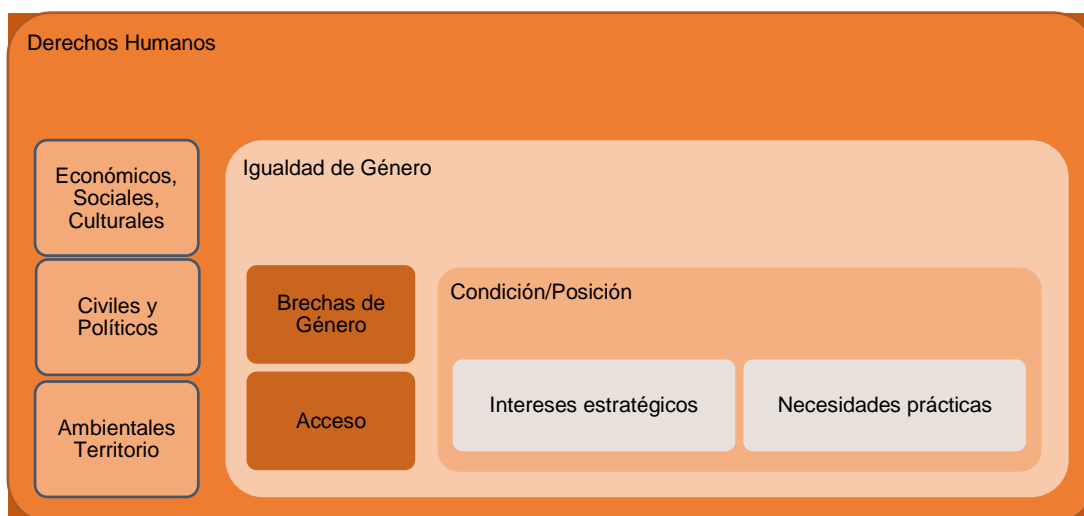 Derechos Humanos
Económicos,
Sociales,
Culturales
Civiles y
Políticos
Ambientales
Territorio
Igualdad de Género
Brechas de
Género
Acceso
Condición/Posición
Intereses estratégicos
Necesidades prácticas